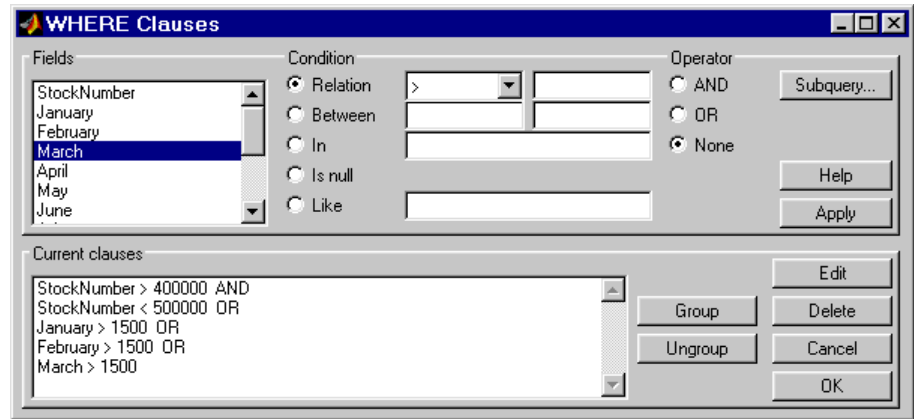 WHERE Clauses
Fields
StockNumber
January
February
March
April
May
June
Condition
Relation
>
Between
In
Is null
Like
Operator
AND
OR
None
Subquery...
Help
Apply
Current clauses
StockNumber > 400000 AND
StockNumber < 500000 OR
January > 1500 OR
February > 1500 OR
March > 1500
Group
Ungroup
Edit
Delete
Cancel
OK